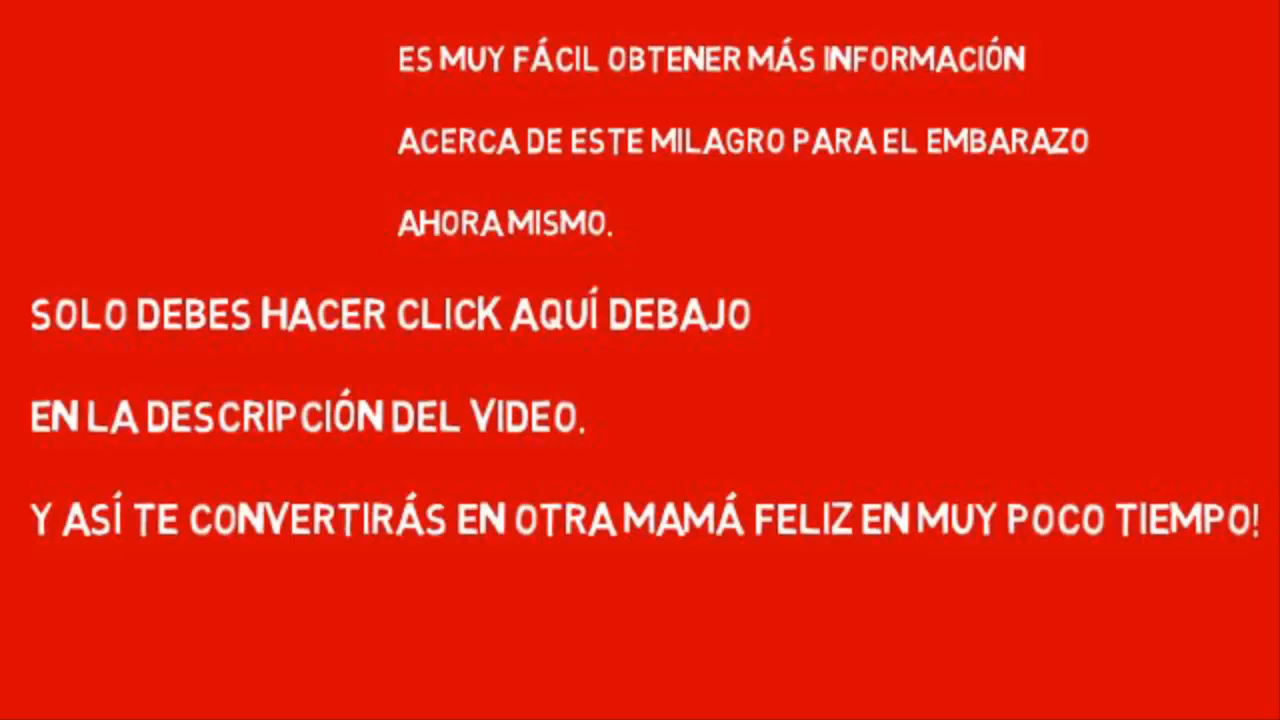 ES MUY FÁCIL OBTENER MÁS INFORMACIÓN
ACERCA DE ESTE MILAGRO PARA EL EMBARAZO
AHORA MISMO.
SOLO DEBES HACER CLICK AQUÍ DEBAJO
EN LA DESCRIPCIÓN DEL VIDEO.
Y ASÍ TE CONVERTIRÁS EN OTRA MAMÁ FELIZ EN MUY POCO TIEMPO!